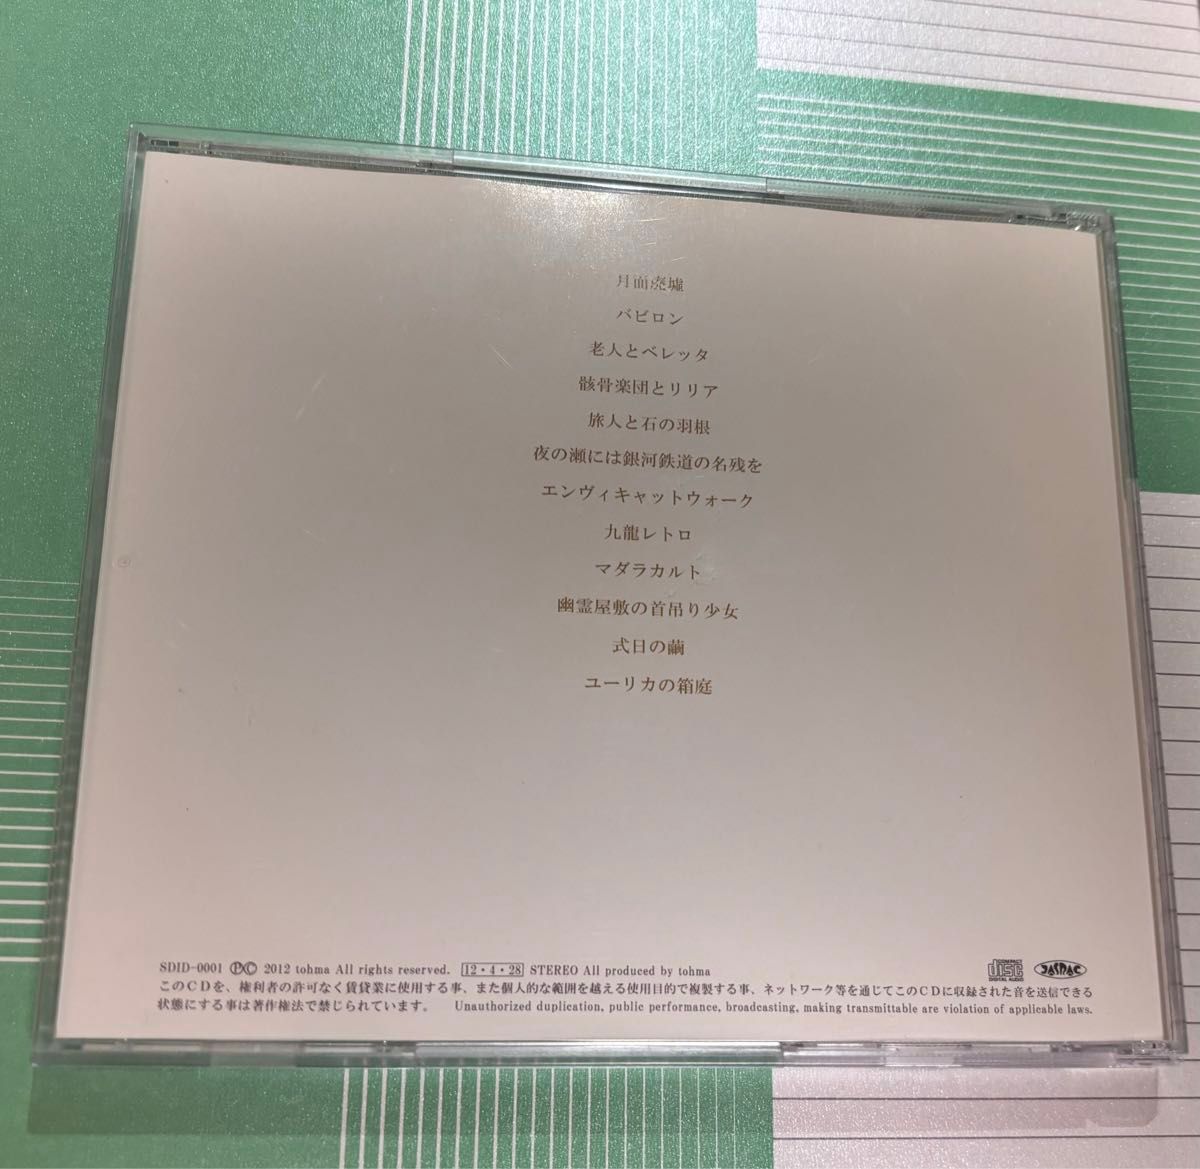 月面廃墟
バビロン
老人とベレッタ
骸骨楽団とリリア
旅人と石の羽根
夜の瀬には銀河鉄道の名残を
エンヴィキャットウォーク
九龍レトロ
マダラカルト
幽霊屋敷の首吊り少女
式日の繭
ユーリカの箱庭
SDID-0001 ⓅⒸ 2012 tohma All rights reserved. 12・4・28 STEREO All produced by tohma
COMPACT disc DIGITAL AUDIO
JASRAC
このCDを、権利者の許可なく賃貸業に使用する事、また個人的な範囲を越える使用目的で複製する事、ネットワーク等を通じてこのCDに収録された音を送信できる
状態にする事は著作権法で禁じられています。 Unauthorized duplication, public performance, broadcasting, making transmittable are violation of applicable laws.